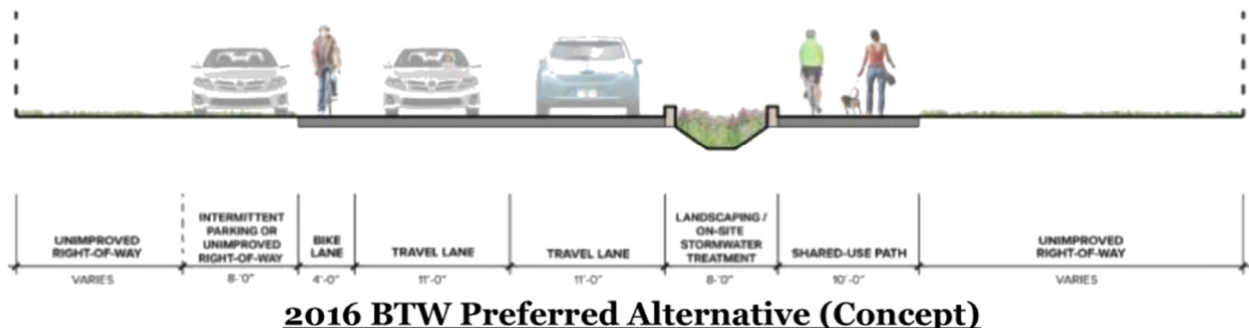 UNIMPROVED
RIGHT-OF-WAY
VARIES
INTERMITTENT
PARKING OR
UNIMPROVED
RIGHT-OF-WAY
8-'0"
BIKE
LANE
4'-0"
TRAVEL LANE
11'-0"
TRAVEL LANE
11'-0"
LANDSCAPING /
ON-SITE
STORMWATER
TREATMENT
8-'0"
SHARED-USE PATH
10'-0"
UNIMPROVED
RIGHT-OF-WAY
VARIES
2016 BTW Preferred Alternative (Concept)